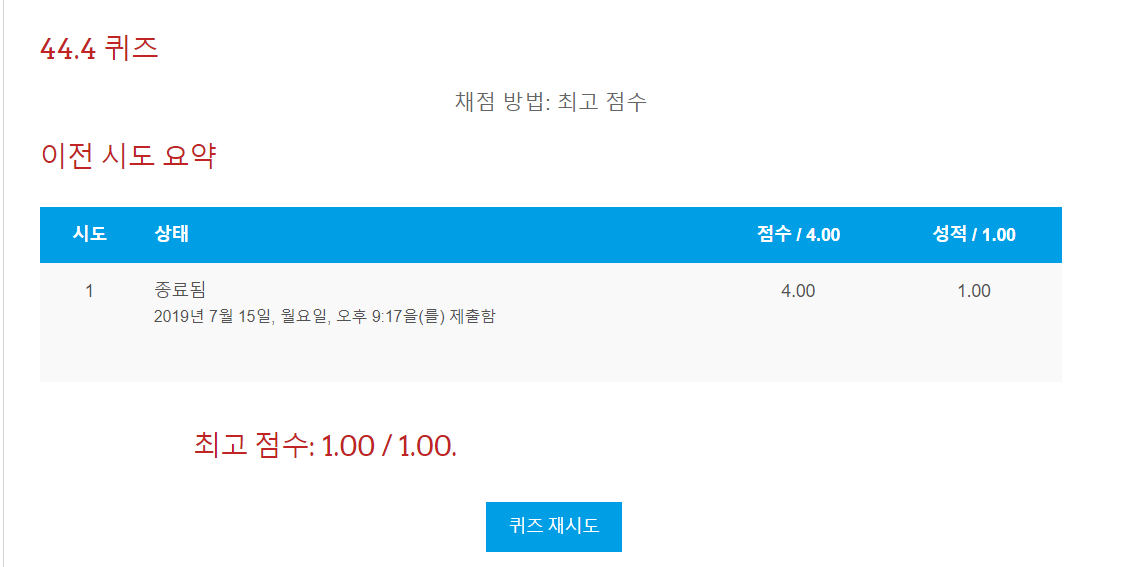 44.4 퀴즈
채점 방법: 최고 점수
이전 시도 요약
시도 상태 점수 / 4.00 성적 / 1.00
1 종료됨 4.00 1.00
2019년 7월 15일, 월요일, 오후 9:17을(를) 제출함
최고 점수: 1.00 / 1.00.
퀴즈 재시도